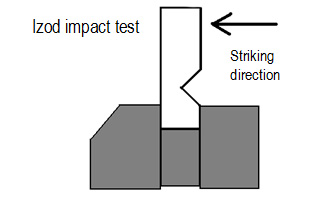 Izod impact test
Striking
direction